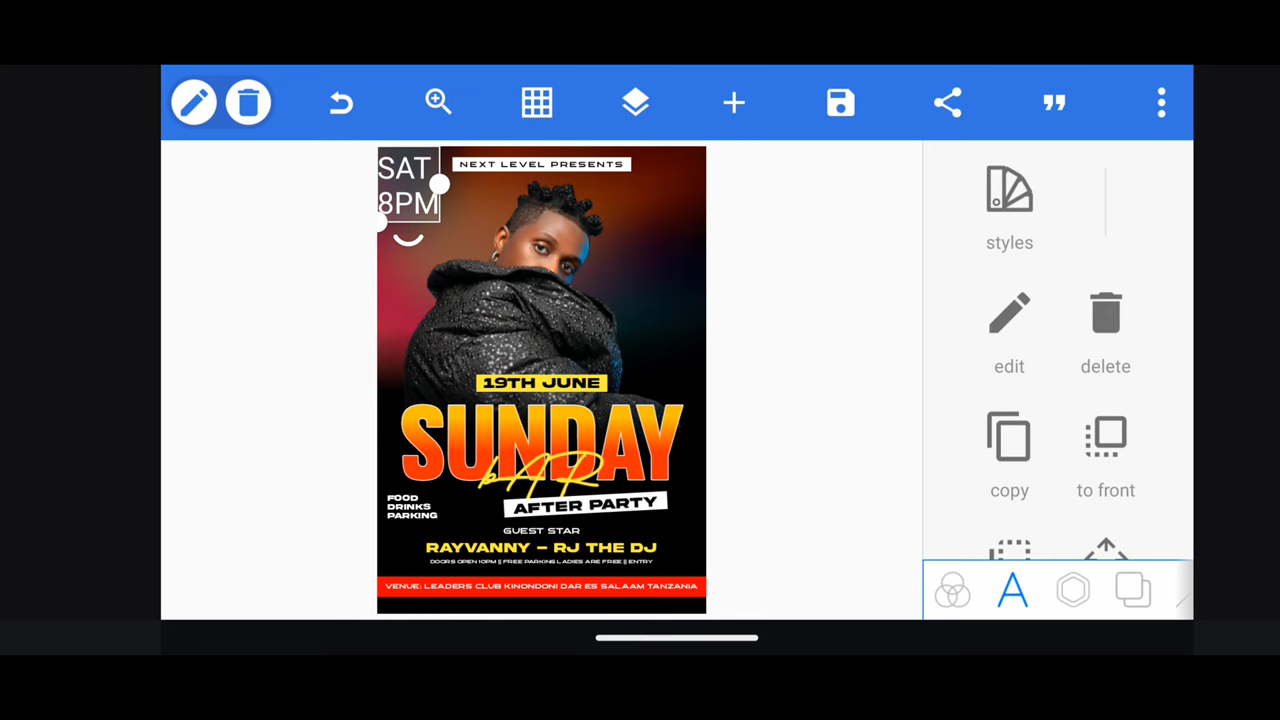 SAT
8PM
NEXT LEVEL PRESENTS
19TH JUNE
SUNDAY
bAR
AFTER PARTY
FOOD
DRINKS
PARKING
GUEST STAR
RAYVANNY – RJ THE DJ
DOORS OPEN 10PM || FREE PARKING LADIES ARE FREE || ENTRY
VENUE: LEADERS CLUB KINONDONI DAR ES SALAAM TANZANIA
styles
edit
delete
copy
to front
A